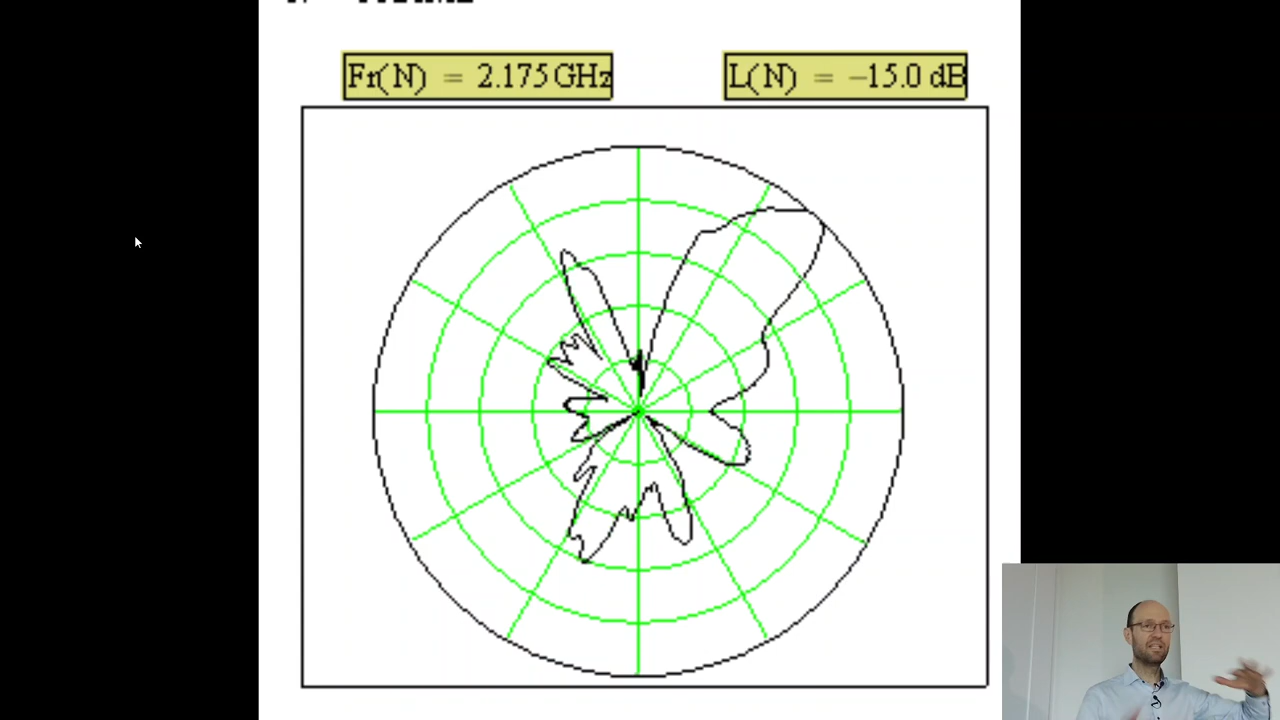 Fr(N) = 2.175 GHz
L(N) = −15.0 dB